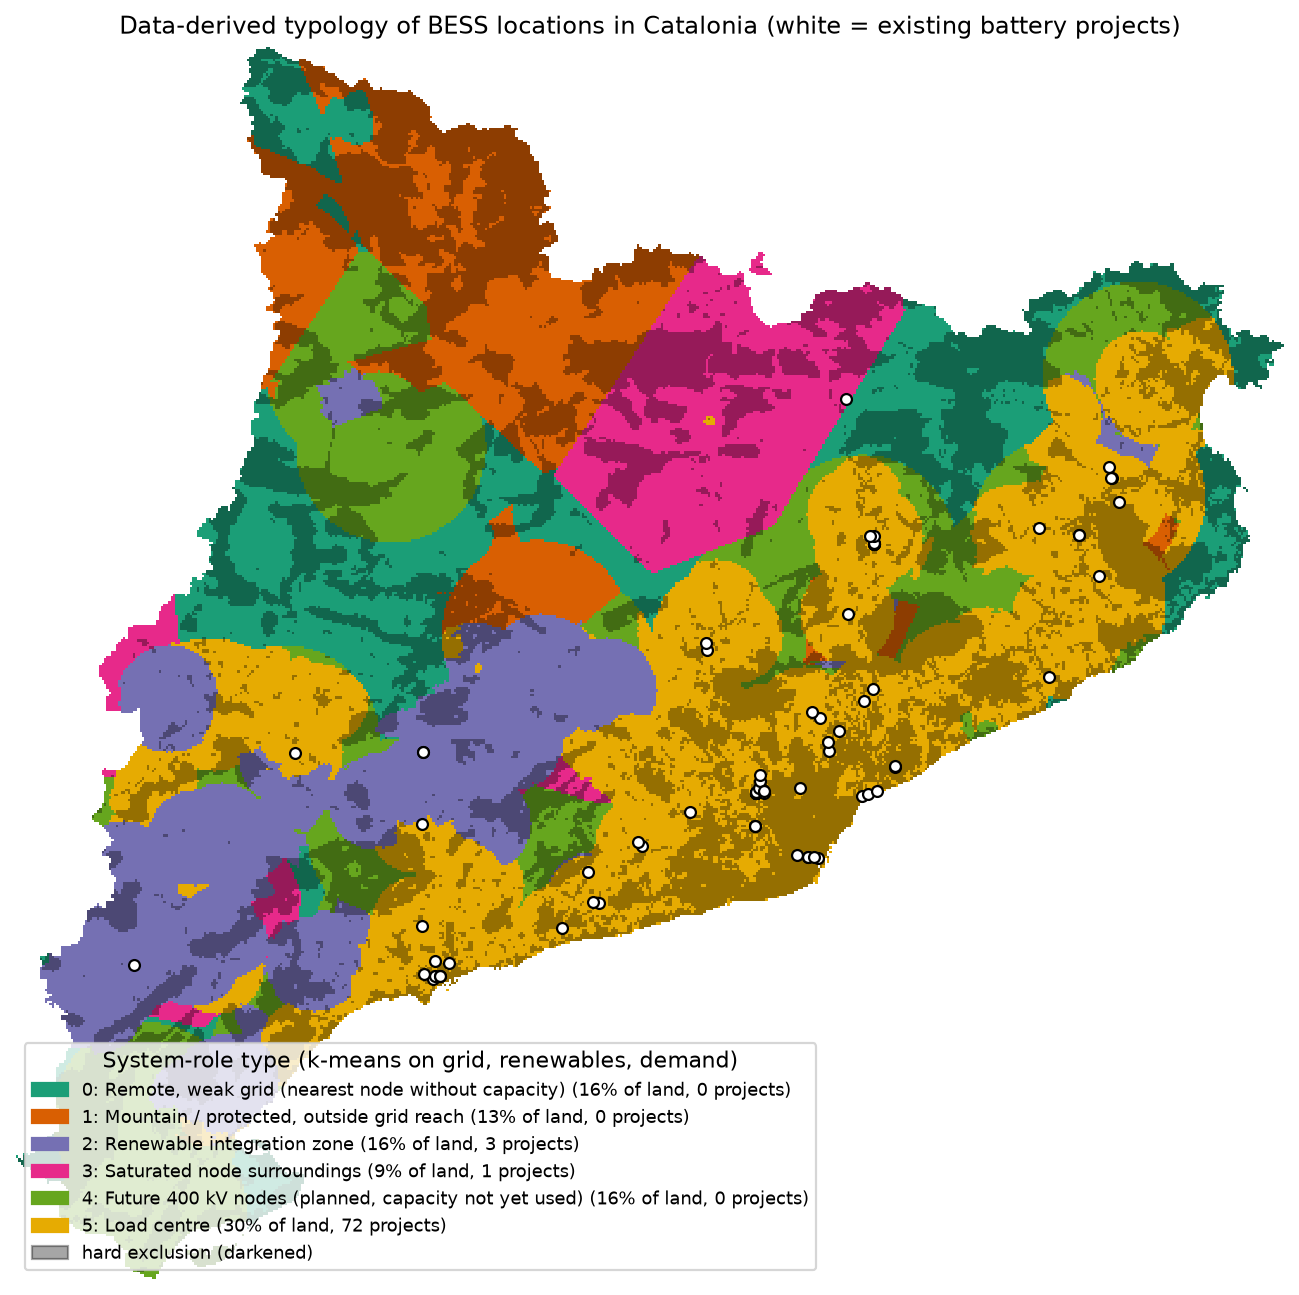 Data-derived typology of BESS locations in Catalonia (white = existing battery projects)
System-role type (k-means on grid, renewables, demand)
0: Remote, weak grid (nearest node without capacity) (16% of land, 0 projects)
1: Mountain / protected, outside grid reach (13% of land, 0 projects)
2: Renewable integration zone (16% of land, 3 projects)
3: Saturated node surroundings (9% of land, 1 projects)
4: Future 400 kV nodes (planned, capacity not yet used) (16% of land, 0 projects)
5: Load centre (30% of land, 72 projects)
hard exclusion (darkened)